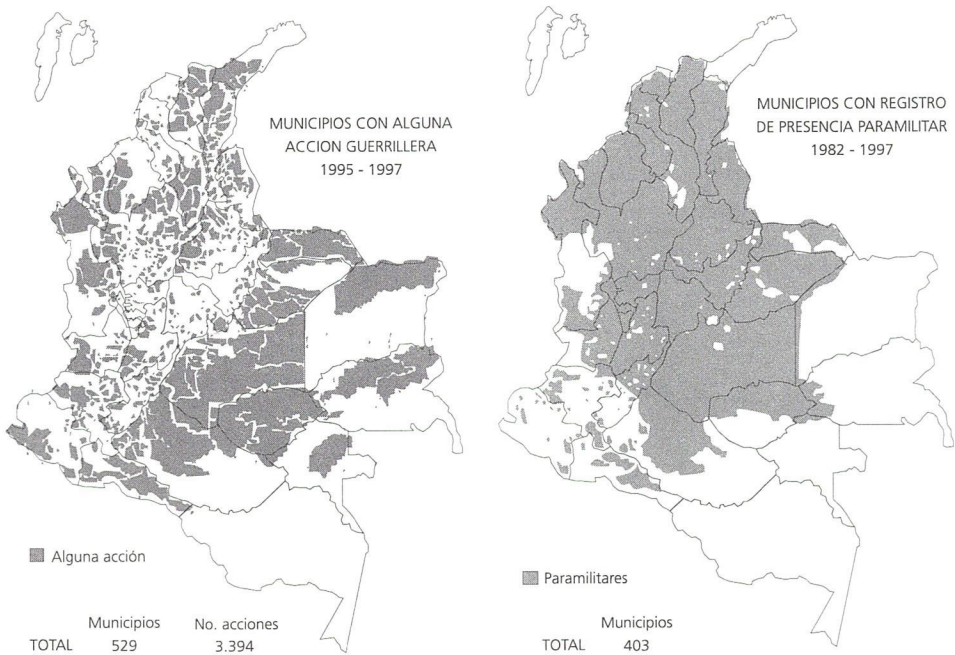 MUNICIPIOS CON ALGUNA
ACCION GUERRILLERA
1995 - 1997
Alguna acción
Municipios No. acciones
TOTAL 529 3.394
MUNICIPIOS CON REGISTRO
DE PRESENCIA PARAMILITAR
1982 - 1997
Paramilitares
Municipios
TOTAL 403